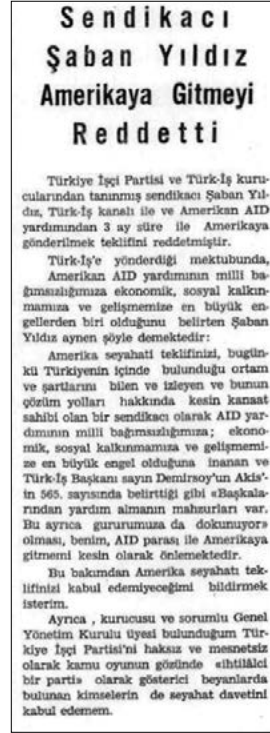 Sendikacı
Şaban Yıldız
Amerikaya Gitmeyi
Reddetti
Türkiye İşçi Partisi ve Türk-İş kuru-
cularından tanınmış sendikacı Şaban Yıl-
dız, Türk-İş kanalı ile ve Amerikan AID
yardımından 3 ay süre ile Amerikaya
gönderilmek teklifini reddetmiştir.
Türk-İş'e yönderdiği mektubunda,
Amerikan AID yardımının milli ba-
ğımsızlığımıza ekonomik, sosyal kalkın-
mamıza ve gelişmemize en büyük en-
gellerden biri olduğunu belirten Şaban
Yıldız aynen şöyle demektedir:
Amerika seyahati teklifinizi, bugün-
kü Türkiyenin içinde bulunduğu ortam
ve şartlarını bilen ve izleyen ve bunun
çözüm yolları hakkında kesin kanaat
sahibi olan bir sendikacı olarak AID yar-
dımının milli bağımsızlığımıza; ekono-
mik, sosyal kalkınmamıza ve gelişmemi-
ze en büyük engel olduğuna inanan ve
Türk-İş Başkanı sayın Demirsoy'un Akis'-
in 565. sayısında belirttiği gibi «Başkala-
rından yardım almanın mahzurları var.
Bu ayrıca gururumuza da dokunuyor»
olması, benim, AID parası ile Amerikaya
gitmemi kesin olarak önlemektedir.
Bu bakımdan Amerika seyahatı tek-
lifinizi kabul edemiyeceğimi bildirmek
isterim.
Ayrıca , kurucusu ve sorumlu Genel
Yönetim Kurulu üyesi bulunduğum Tür-
kiye İşçi Partisi'ni haksız ve mesnetsiz
olarak kamu oyunun gözünde «ihtilâlci
bir parti» olarak gösterici beyanlarda
bulunan kimselerin de seyahat davetini
kabul edemem.